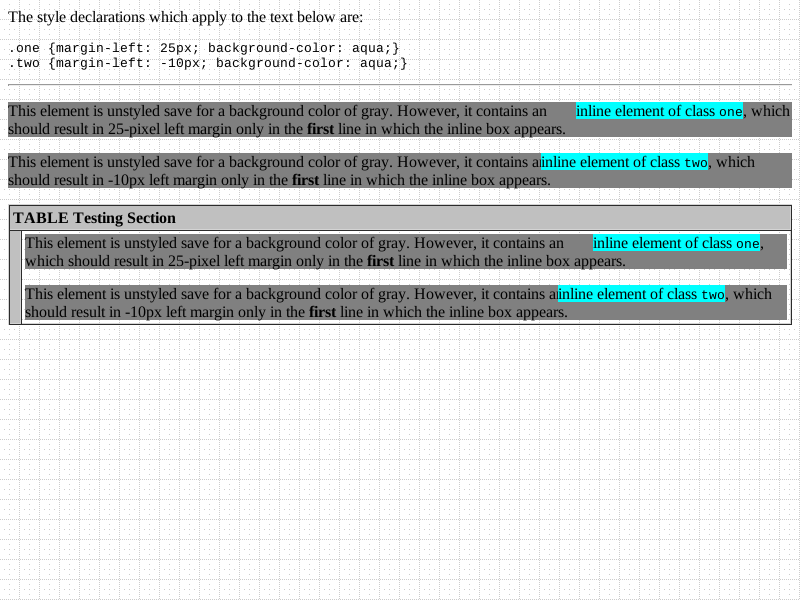 The style declarations which apply to the text below are:
.one {margin-left: 25px; background-color: aqua;}
.two {margin-left: -10px; background-color: aqua;}
This element is unstyled save for a background color of gray. However, it contains an inline element of class one, which
should result in 25-pixel left margin only in the first line in which the inline box appears.
This element is unstyled save for a background color of gray. However, it contains ainline element of class two, which
should result in -10px left margin only in the first line in which the inline box appears.
TABLE Testing Section
This element is unstyled save for a background color of gray. However, it contains an inline element of class one,
which should result in 25-pixel left margin only in the first line in which the inline box appears.
This element is unstyled save for a background color of gray. However, it contains ainline element of class two, which
should result in -10px left margin only in the first line in which the inline box appears.